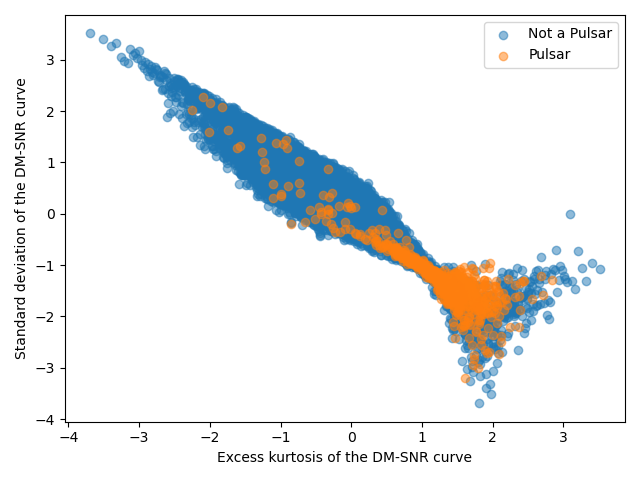 Not a Pulsar
Pulsar
Standard deviation of the DM-SNR curve
3
2
1
0
−1
−2
−3
−4
−4 −3 −2 −1 0 1 2 3
Excess kurtosis of the DM-SNR curve